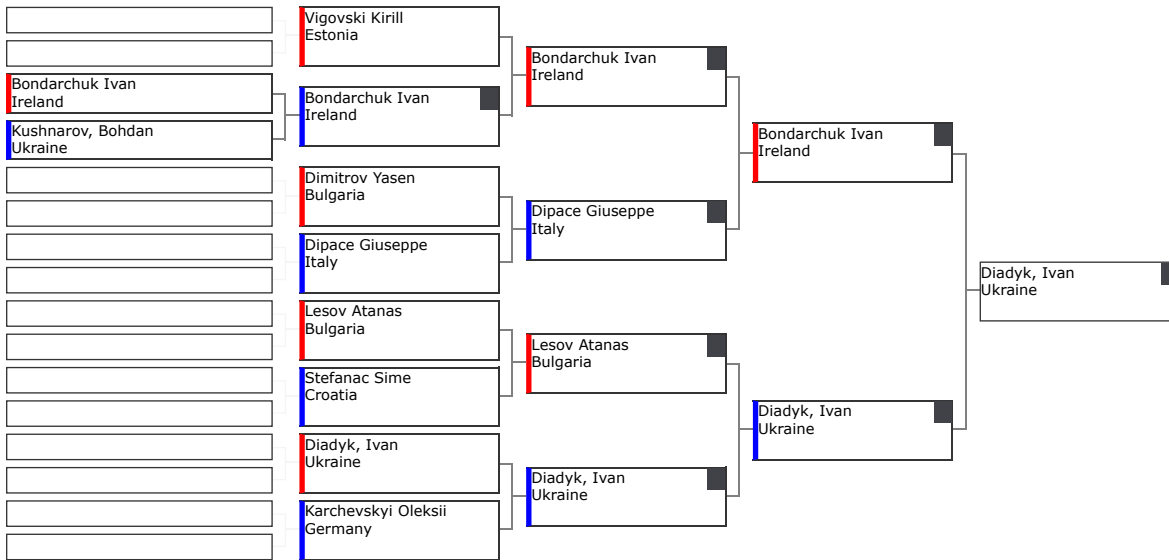 Bondarchuk Ivan
Ireland
Kushnarov, Bohdan
Ukraine
Vigovski Kirill
Estonia
Bondarchuk Ivan
Ireland
Dimitrov Yasen
Bulgaria
Dipace Giuseppe
Italy
Lesov Atanas
Bulgaria
Stefanac Sime
Croatia
Diadyk, Ivan
Ukraine
Karchevskyi Oleksii
Germany
Bondarchuk Ivan
Ireland
Dipace Giuseppe
Italy
Lesov Atanas
Bulgaria
Diadyk, Ivan
Ukraine
Bondarchuk Ivan
Ireland
Diadyk, Ivan
Ukraine
Diadyk, Ivan
Ukraine